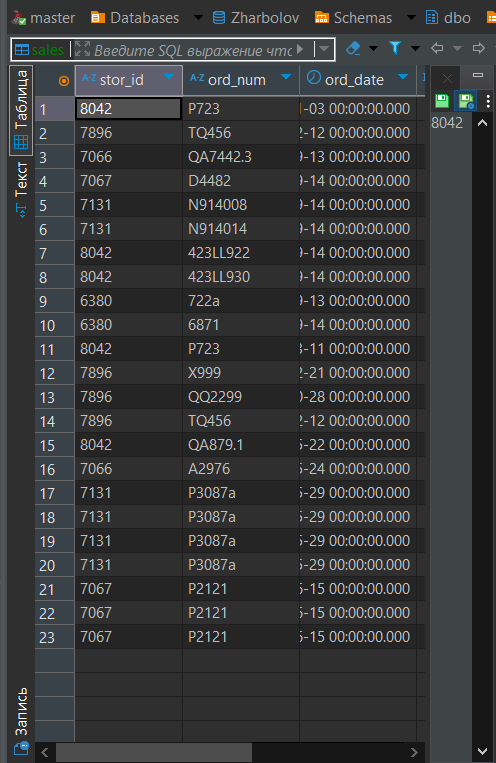 master Databases Zharbolov Schemas dbo
sales Введите SQL выражение чтс
Таблица
Текст
Запись
A-Z stor_id A-Z ord_num ord_date
1 8042 P723 -03 00:00:00.000
2 7896 TQ456 2-12 00:00:00.000
3 7066 QA7442.3 9-13 00:00:00.000
4 7067 D4482 9-14 00:00:00.000
5 7131 N914008 9-14 00:00:00.000
6 7131 N914014 9-14 00:00:00.000
7 8042 423LL922 9-14 00:00:00.000
8 8042 423LL930 9-14 00:00:00.000
9 6380 722a 9-13 00:00:00.000
10 6380 6871 9-14 00:00:00.000
11 8042 P723 3-11 00:00:00.000
12 7896 X999 2-21 00:00:00.000
13 7896 QQ2299 0-28 00:00:00.000
14 7896 TQ456 2-12 00:00:00.000
15 8042 QA879.1 5-22 00:00:00.000
16 7066 A2976 5-24 00:00:00.000
17 7131 P3087a 5-29 00:00:00.000
18 7131 P3087a 5-29 00:00:00.000
19 7131 P3087a 5-29 00:00:00.000
20 7131 P3087a 5-29 00:00:00.000
21 7067 P2121 6-15 00:00:00.000
22 7067 P2121 6-15 00:00:00.000
23 7067 P2121 6-15 00:00:00.000
8042